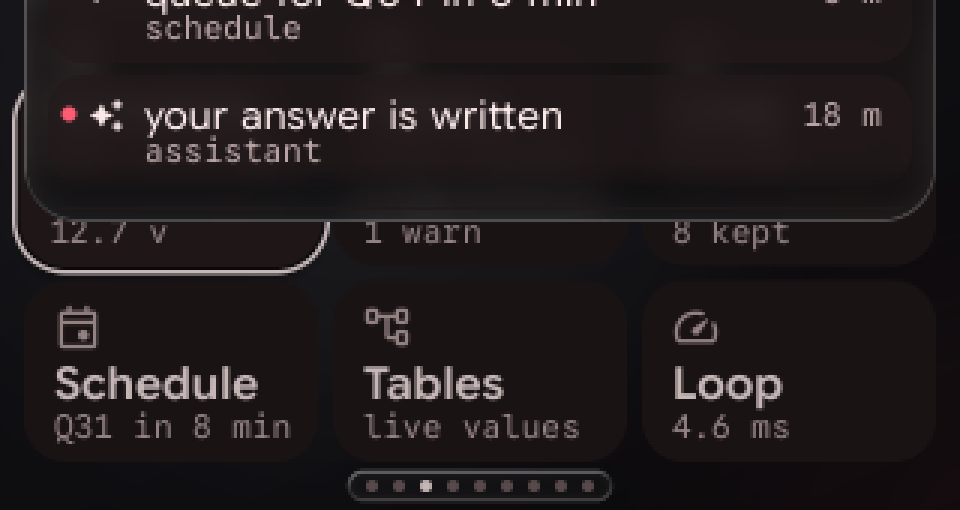 schedule
your answer is written
18 m
assistant
12.7 v
1 warn
8 kept
Schedule
Tables
Loop
Q31 in 8 min
live values
4.6 ms